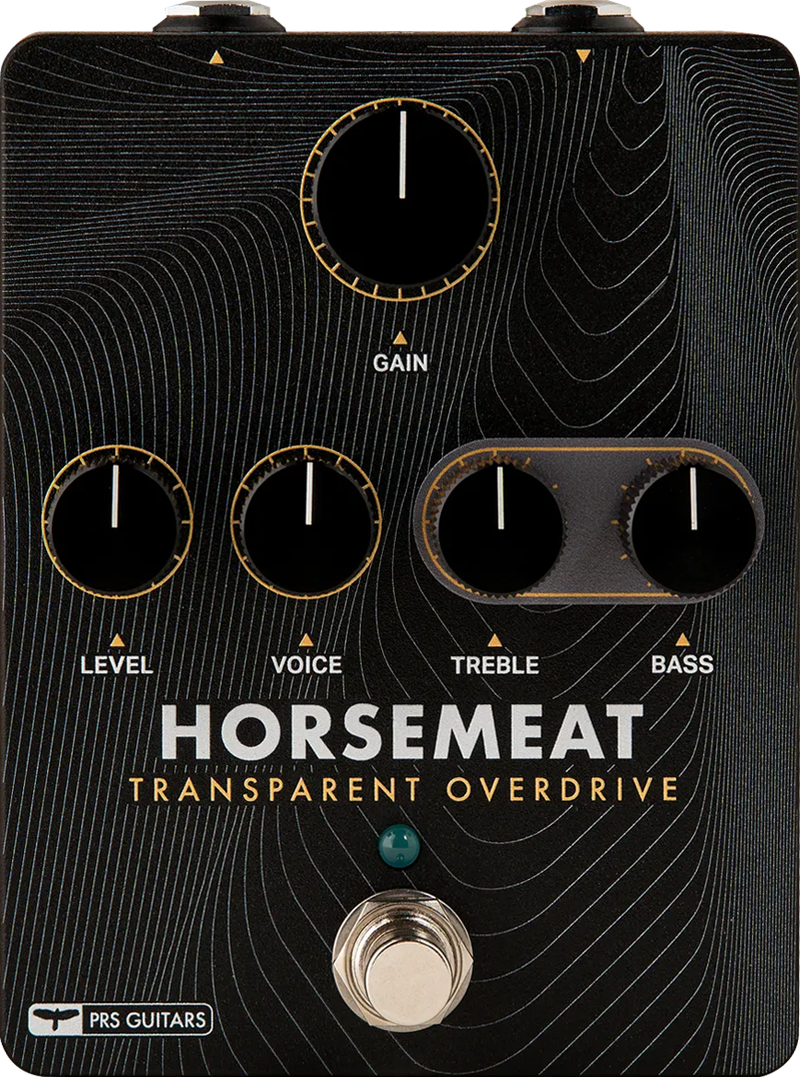 GAIN
LEVEL VOICE TREBLE BASS
HORSEMEAT
TRANSPARENT OVERDRIVE
PRS GUITARS